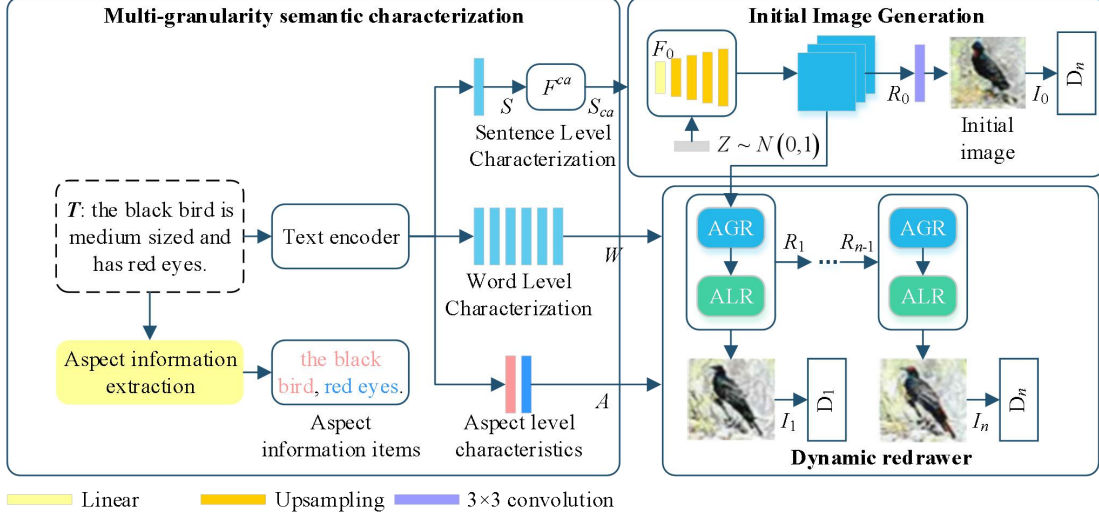 Multi-granularity semantic characterization
Initial Image Generation
F₀
S
Fᶜᵃ
S_ca
Sentence Level
Characterization
Z ~ N(0,1)
R₀
Initial
image
I₀
Dₙ
T: the black bird is
medium sized and
has red eyes.
Text encoder
Word Level
Characterization
W
AGR
ALR
R₁
...
Rₙ₋₁
AGR
ALR
Aspect information
extraction
the black
bird, red eyes.
Aspect
information items
Aspect level
characteristics
A
I₁
D₁
Iₙ
Dₙ
Dynamic redrawer
Linear
Upsampling
3×3 convolution